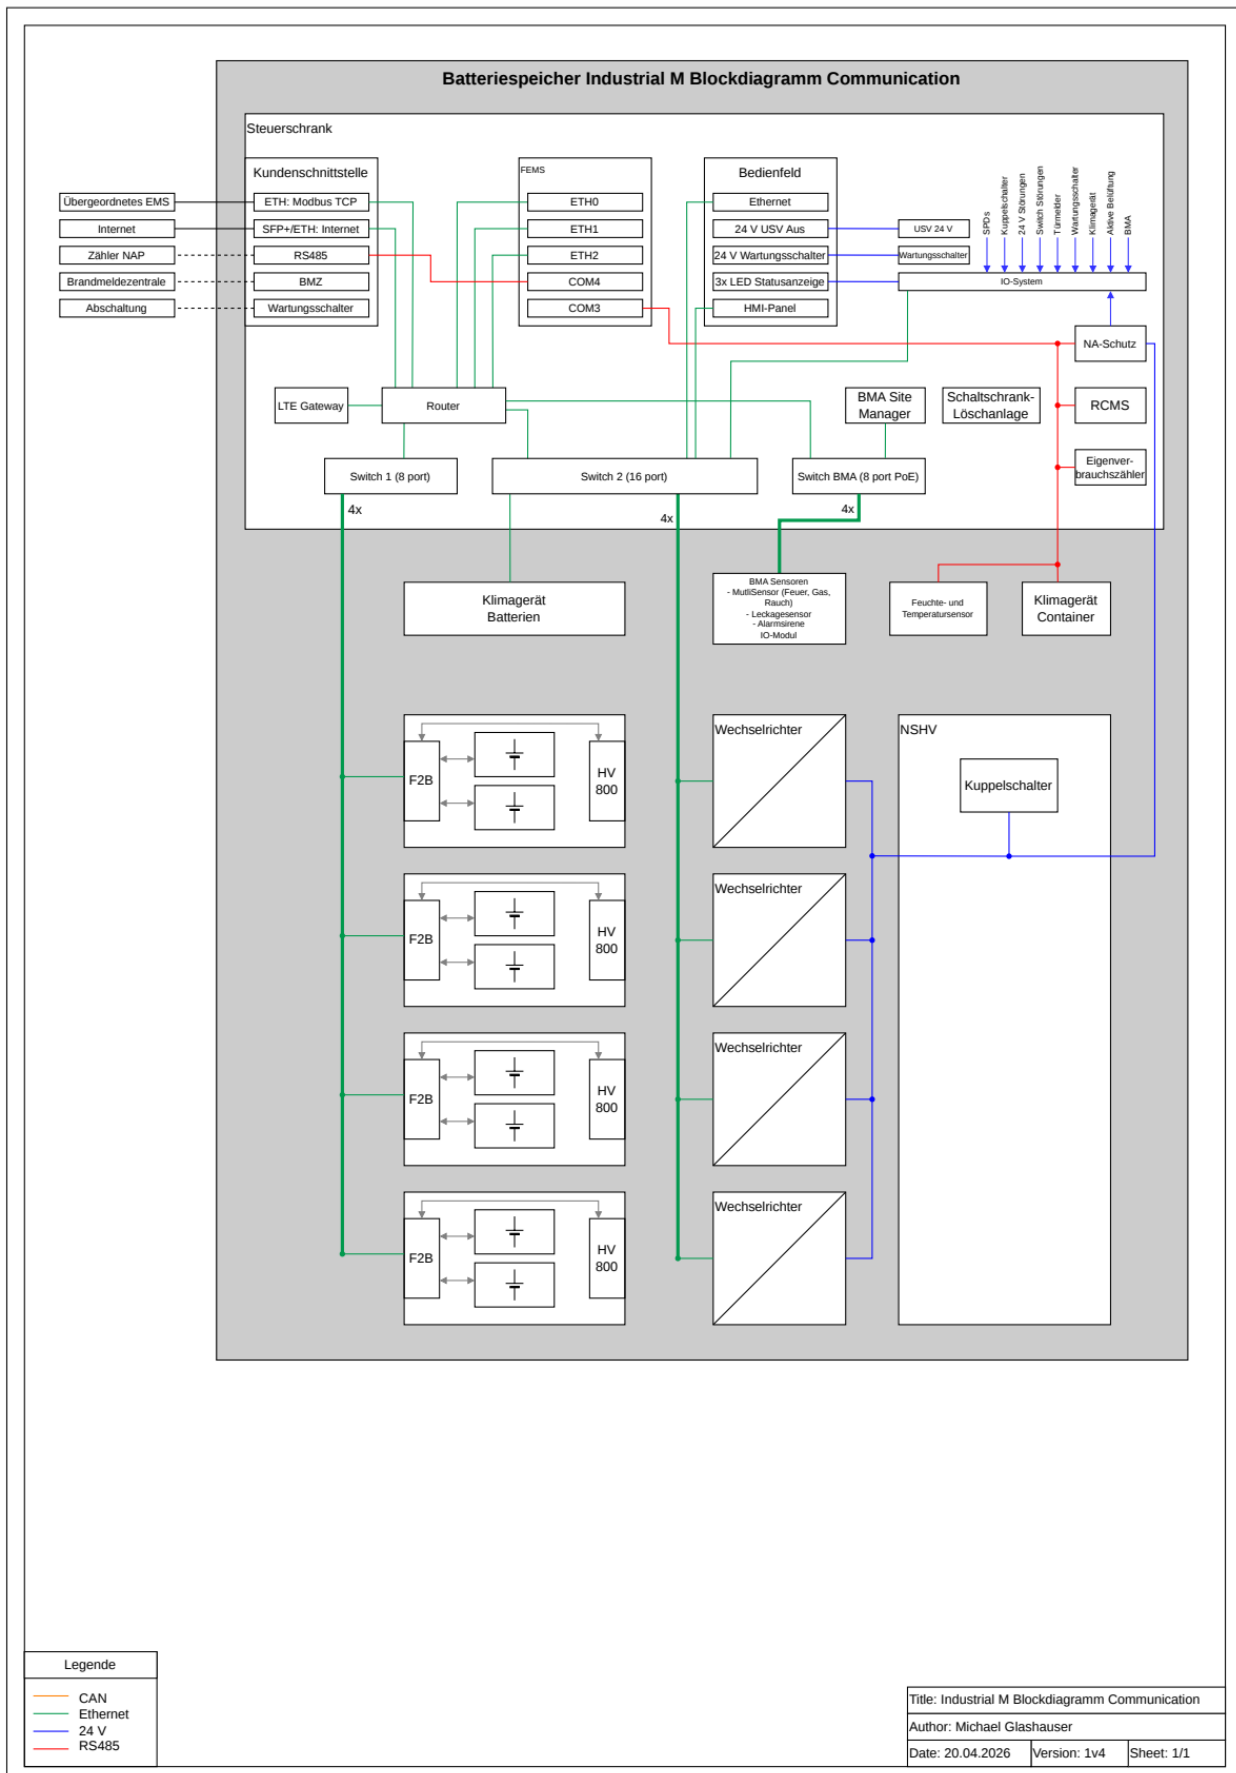 Batteriespeicher Industrial M Blockdiagramm Communication
Steuerschrank
Kundenschnittstelle
FEMS
Bedienfeld
SPDs
Kuppelschalter
24 V Störungen
Switch Störungen
Türmelder
Wartungsschalter
Klimagerät
Aktive Belüftung
BMA
Übergeordnetes EMS
ETH: Modbus TCP
ETH0
Ethernet
Internet
SFP+/ETH: Internet
ETH1
24 V USV Aus
USV 24 V
Zähler NAP
RS485
ETH2
24 V Wartungsschalter
Wartungsschalter
Brandmeldezentrale
BMZ
COM4
3x LED Statusanzeige
IO-System
Abschaltung
Wartungsschalter
COM3
HMI-Panel
NA-Schutz
LTE Gateway
Router
BMA Site
Manager
Schaltschrank-
Löschanlage
RCMS
Switch 1 (8 port)
Switch 2 (16 port)
Switch BMA (8 port PoE)
Eigenver-
brauchszähler
4x
4x
4x
Klimagerät
Batterien
BMA Sensoren
- MutliSensor (Feuer, Gas,
Rauch)
- Leckagesensor
- Alarmsirene
IO-Modul
Feuchte- und
Temperatursensor
Klimagerät
Container
F2B
HV
800
Wechselrichter
NSHV
Kuppelschalter
F2B
HV
800
Wechselrichter
F2B
HV
800
Wechselrichter
F2B
HV
800
Wechselrichter
Legende
CAN
Ethernet
24 V
RS485
Title: Industrial M Blockdiagramm Communication
Author: Michael Glashauser
Date: 20.04.2026
Version: 1v4
Sheet: 1/1